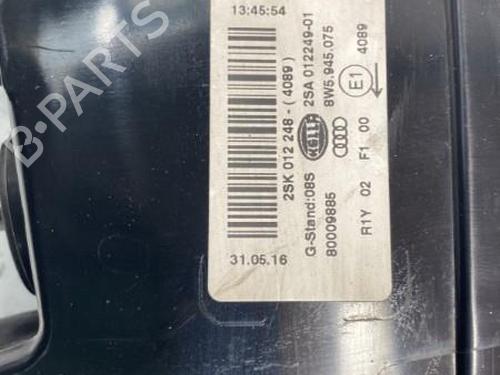 13:45:54
2SK 012 248 - ( 4089 )
G-Stand:08S
80009885
HELLA
2SA 012249-01
8W5.945.075
R1Y 02 F1 00
E1 4089
31.05.16
B-PARTS